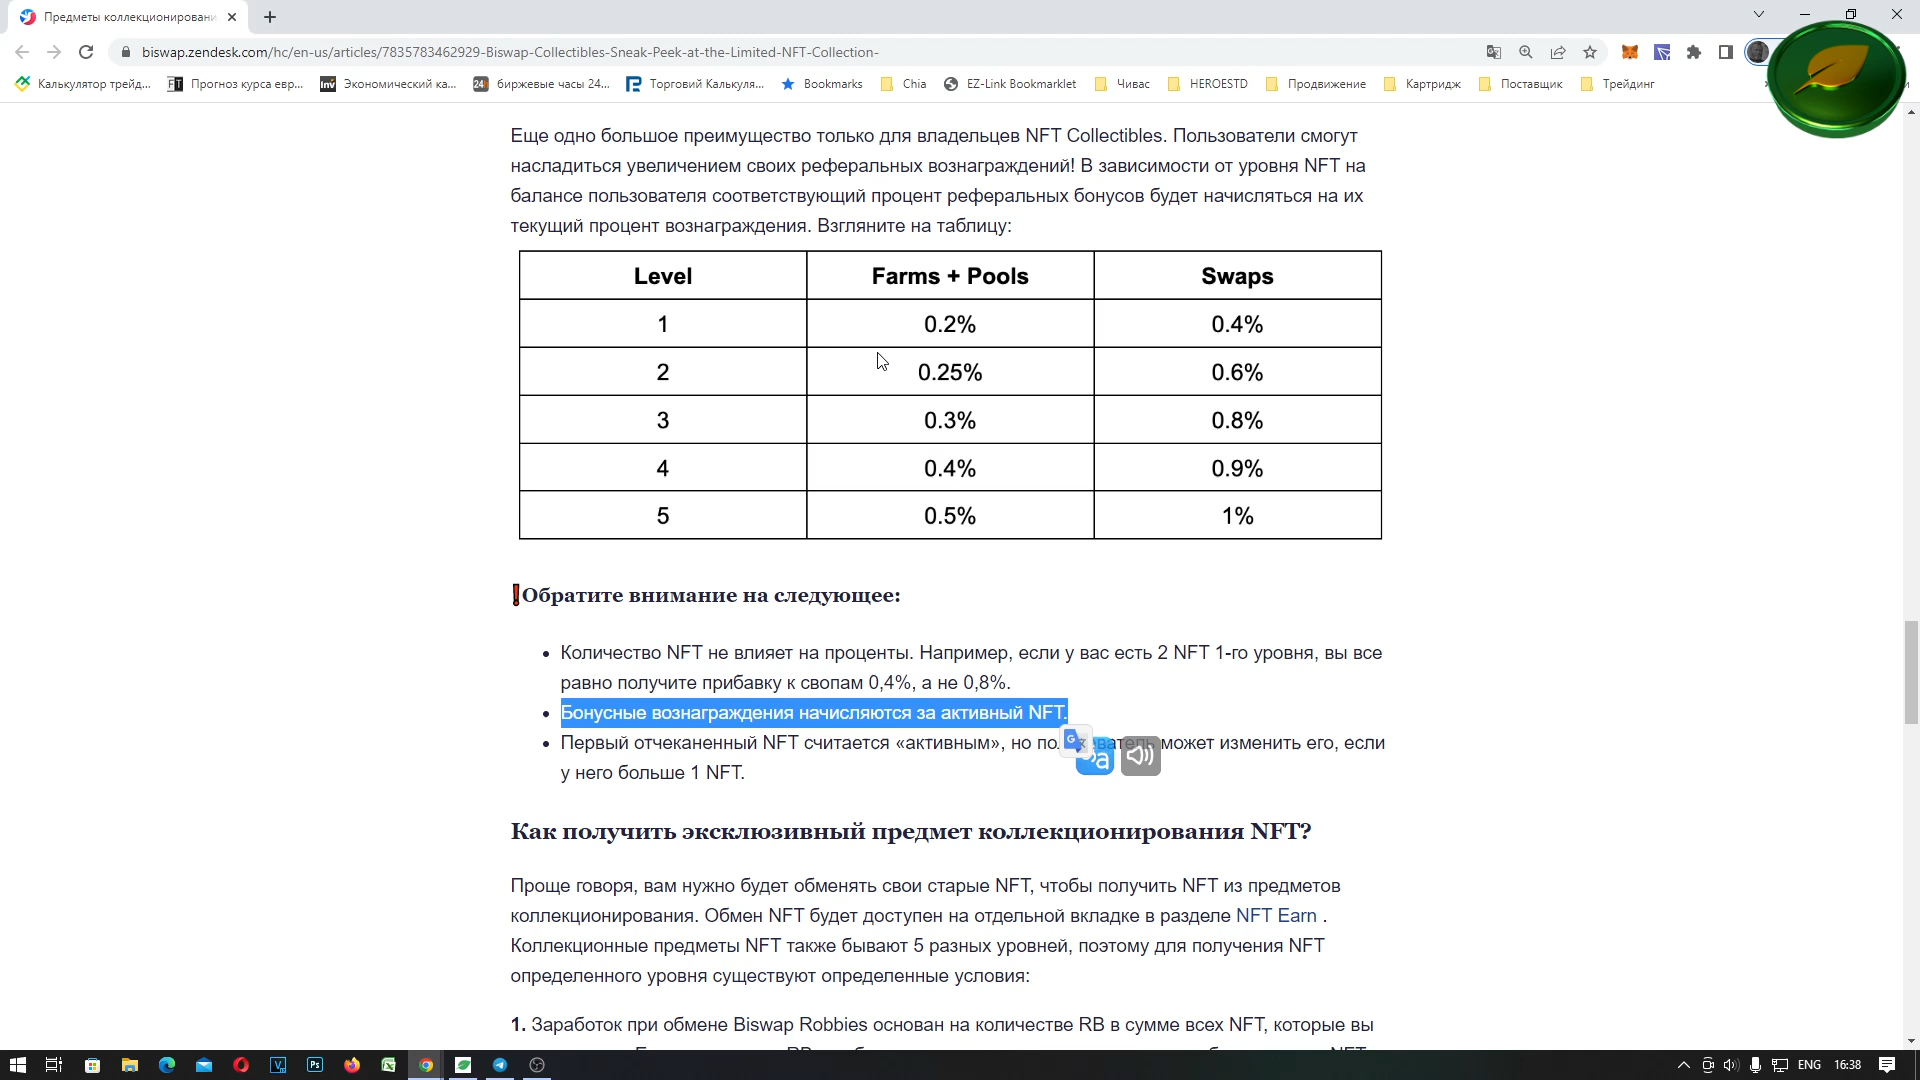 Предметы коллекционировани
biswap.zendesk.com/hc/en-us/articles/7835783462929-Biswap-Collectibles-Sneak-Peek-at-the-Limited-NFT-Collection-
Калькулятор трейд... Прогноз курса евр... Экономический ка... биржевые часы 24... Торговий Калькуля... Bookmarks Chia EZ-Link Bookmarklet Чивас HEROESTD Продвижение Картридж Поставщик Трейдинг
Еще одно большое преимущество только для владельцев NFT Collectibles. Пользователи смогут
насладиться увеличением своих реферальных вознаграждений! В зависимости от уровня NFT на
балансе пользователя соответствующий процент реферальных бонусов будет начисляться на их
текущий процент вознаграждения. Взгляните на таблицу:
Level Farms + Pools Swaps
1 0.2% 0.4%
2 0.25% 0.6%
3 0.3% 0.8%
4 0.4% 0.9%
5 0.5% 1%
❗Обратите внимание на следующее:
• Количество NFT не влияет на проценты. Например, если у вас есть 2 NFT 1-го уровня, вы все
равно получите прибавку к свопам 0,4%, а не 0,8%.
• Бонусные вознаграждения начисляются за активный NFT.
• Первый отчеканенный NFT считается «активным», но может изменить его, если
у него больше 1 NFT.
Как получить эксклюзивный предмет коллекционирования NFT?
Проще говоря, вам нужно будет обменять свои старые NFT, чтобы получить NFT из предметов
коллекционирования. Обмен NFT будет доступен на отдельной вкладке в разделе NFT Earn .
Коллекционные предметы NFT также бывают 5 разных уровней, поэтому для получения NFT
определенного уровня существуют определенные условия:
1. Заработок при обмене Biswap Robbies основан на количестве RB в сумме всех NFT, которые вы
ENG 16:38